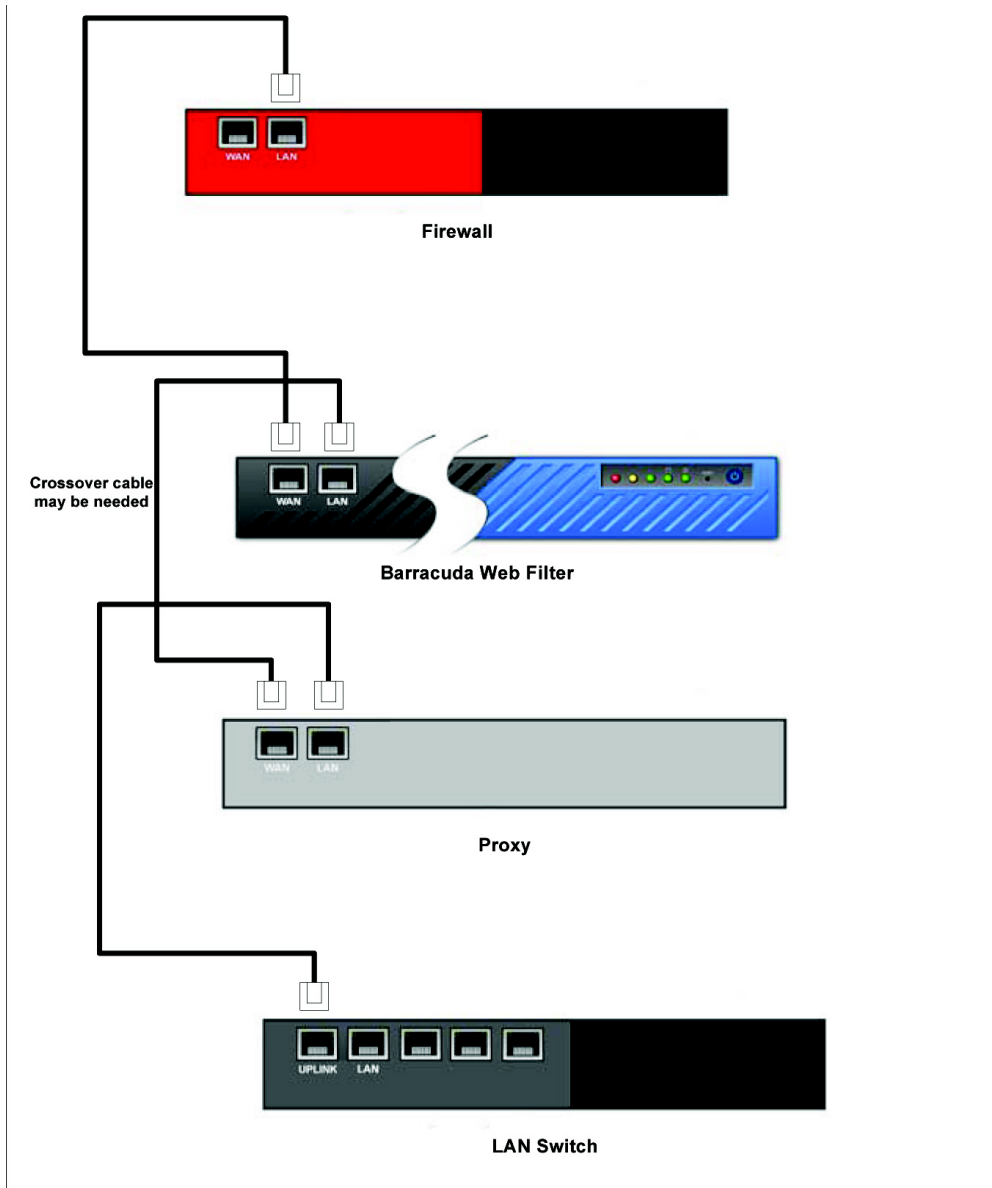 WAN LAN
Firewall
Crossover cable
may be needed
WAN LAN
Barracuda Web Filter
WAN LAN
Proxy
UPLINK LAN
LAN Switch